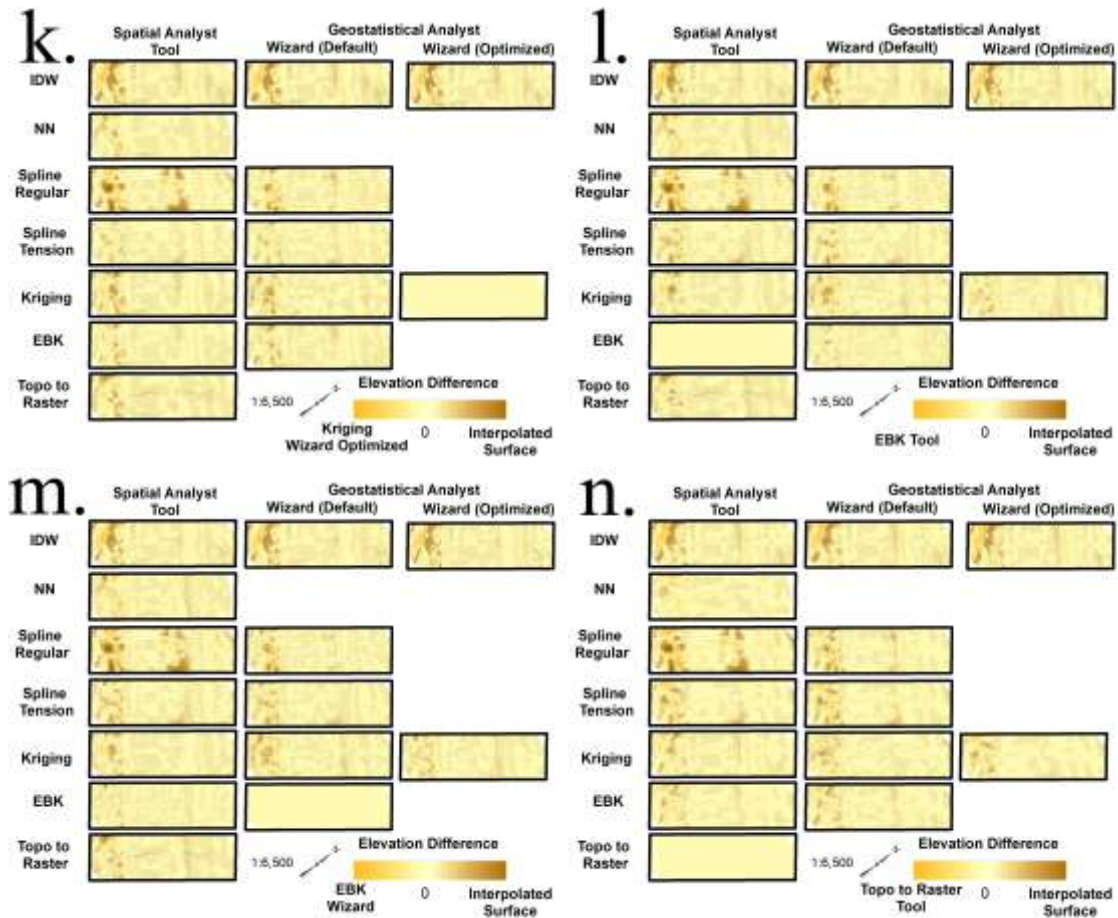 k.
Spatial Analyst
Tool
Geostatistical Analyst
Wizard (Default)
Wizard (Optimized)
IDW
NN
Spline
Regular
Spline
Tension
Kriging
EBK
Topo to
Raster
1:6,500
Elevation Difference
Kriging
Wizard Optimized
0
Interpolated
Surface
l.
Spatial Analyst
Tool
Geostatistical Analyst
Wizard (Default)
Wizard (Optimized)
IDW
NN
Spline
Regular
Spline
Tension
Kriging
EBK
Topo to
Raster
1:6,500
Elevation Difference
EBK Tool
0
Interpolated
Surface
m.
Spatial Analyst
Tool
Geostatistical Analyst
Wizard (Default)
Wizard (Optimized)
IDW
NN
Spline
Regular
Spline
Tension
Kriging
EBK
Topo to
Raster
1:6,500
Elevation Difference
EBK
Wizard
0
Interpolated
Surface
n.
Spatial Analyst
Tool
Geostatistical Analyst
Wizard (Default)
Wizard (Optimized)
IDW
NN
Spline
Regular
Spline
Tension
Kriging
EBK
Topo to
Raster
1:6,500
Elevation Difference
Topo to Raster
Tool
0
Interpolated
Surface